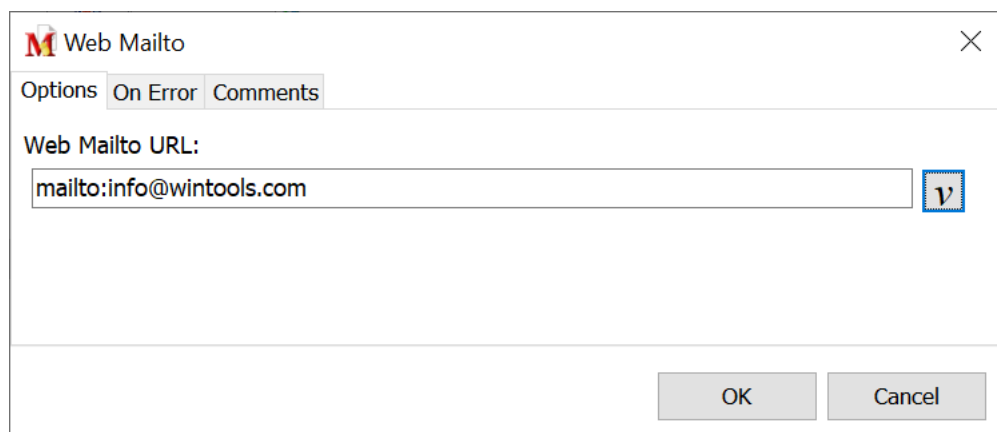 Web Mailto
Options On Error Comments
Web Mailto URL:
mailto:info@wintools.com
v
OK Cancel